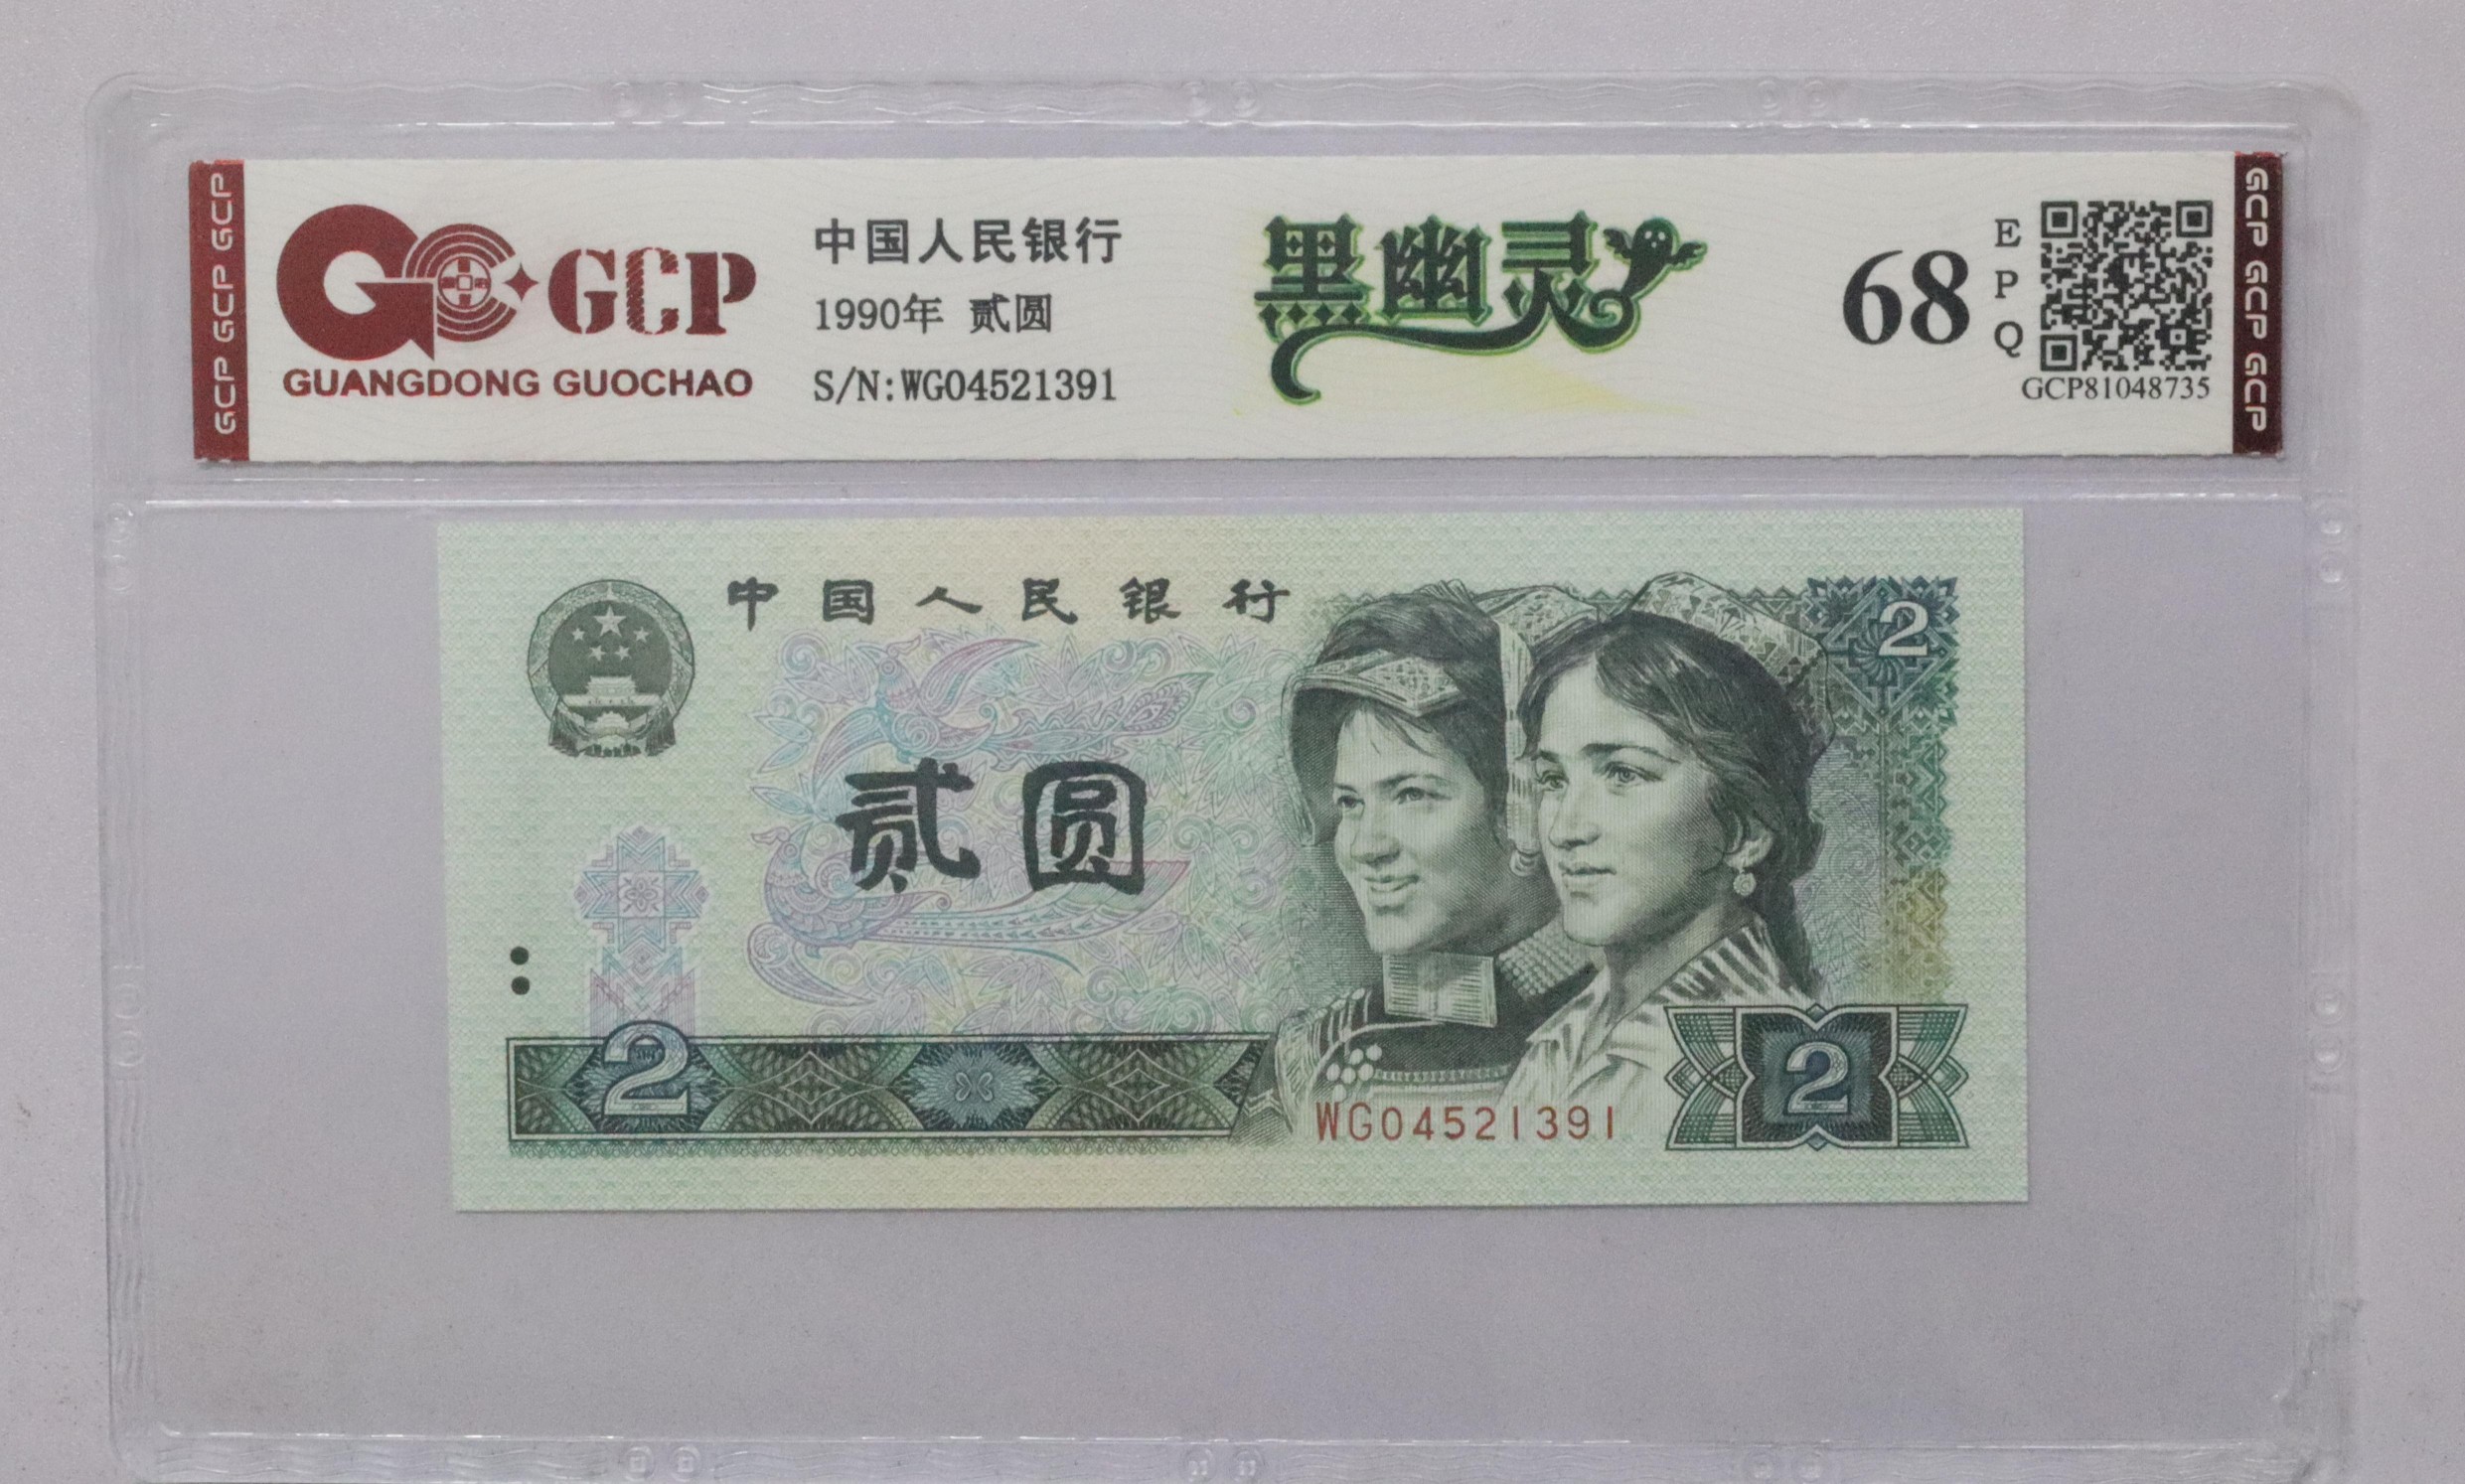 GCP GCP GCP
GCP
GUANGDONG GUOCHAO
中国人民银行
1990年 贰圆
S/N:WG04521391
黑幽灵
68
E
P
Q
GCP81048735
GCP GCP GCP
中国人民银行
2
贰圆
2
WG04521391
2